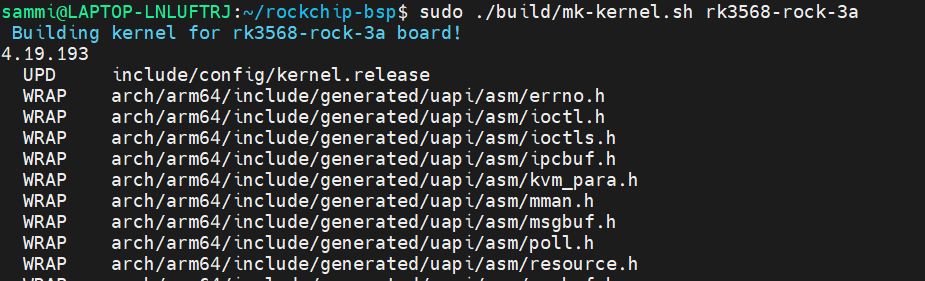 sammi@LAPTOP-LNLUFTRJ:~/rockchip-bsp$ sudo ./build/mk-kernel.sh rk3568-rock-3a
Building kernel for rk3568-rock-3a board!
4.19.193
UPD include/config/kernel.release
WRAP arch/arm64/include/generated/uapi/asm/errno.h
WRAP arch/arm64/include/generated/uapi/asm/ioctl.h
WRAP arch/arm64/include/generated/uapi/asm/ioctls.h
WRAP arch/arm64/include/generated/uapi/asm/ipcbuf.h
WRAP arch/arm64/include/generated/uapi/asm/kvm_para.h
WRAP arch/arm64/include/generated/uapi/asm/mman.h
WRAP arch/arm64/include/generated/uapi/asm/msgbuf.h
WRAP arch/arm64/include/generated/uapi/asm/poll.h
WRAP arch/arm64/include/generated/uapi/asm/resource.h